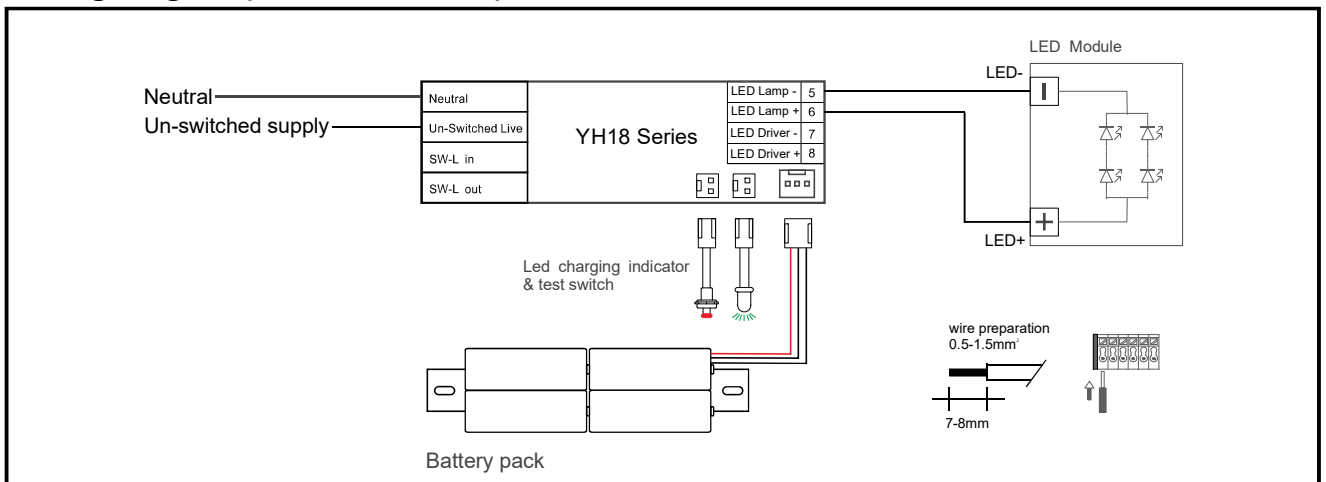 LED Module
LED-
Neutral
Un-switched supply
Neutral
Un-Switched Live
SW-L in
SW-L out
YH18 Series
LED Lamp - 5
LED Lamp + 6
LED Driver - 7
LED Driver + 8
LED+
Led charging indicator
& test switch
wire preparation
0.5-1.5mm²
7-8mm
Battery pack